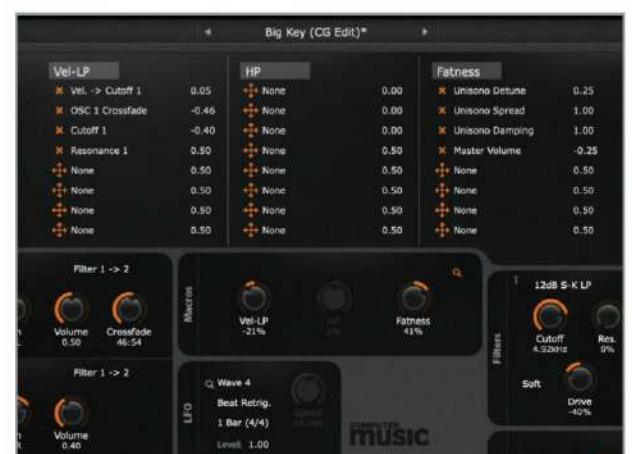 Big Key (CG Edit)*
Vel-LP
Vel. -> Cutoff 1 0.05
OSC 1 Crossfade -0.46
Cutoff 1 -0.40
Resonance 1 0.50
None 0.50
None 0.50
None 0.50
None 0.50
HP
None 0.00
None 0.00
None 0.00
None 0.50
None 0.50
None 0.50
None 0.50
None 0.50
Fatness
Unisono Detune 0.25
Unisono Spread 1.00
Unisono Damping 1.00
Master Volume -0.25
None 0.50
None 0.50
None 0.50
None 0.50
Filter 1 -> 2
Volume Crossfade
0.50 46:54
Filter 1 -> 2
Volume
0.40
Macros
Vel-LP Fatness
-21% 41%
LFO
Wave 4
Beat Retrig.
1 Bar (4/4)
Level: 1.00
COMPUTER
MUSIC
Filters
1 12dB S-K LP
Cutoff Res.
4.92kHz 0%
Soft
Drive
-40%